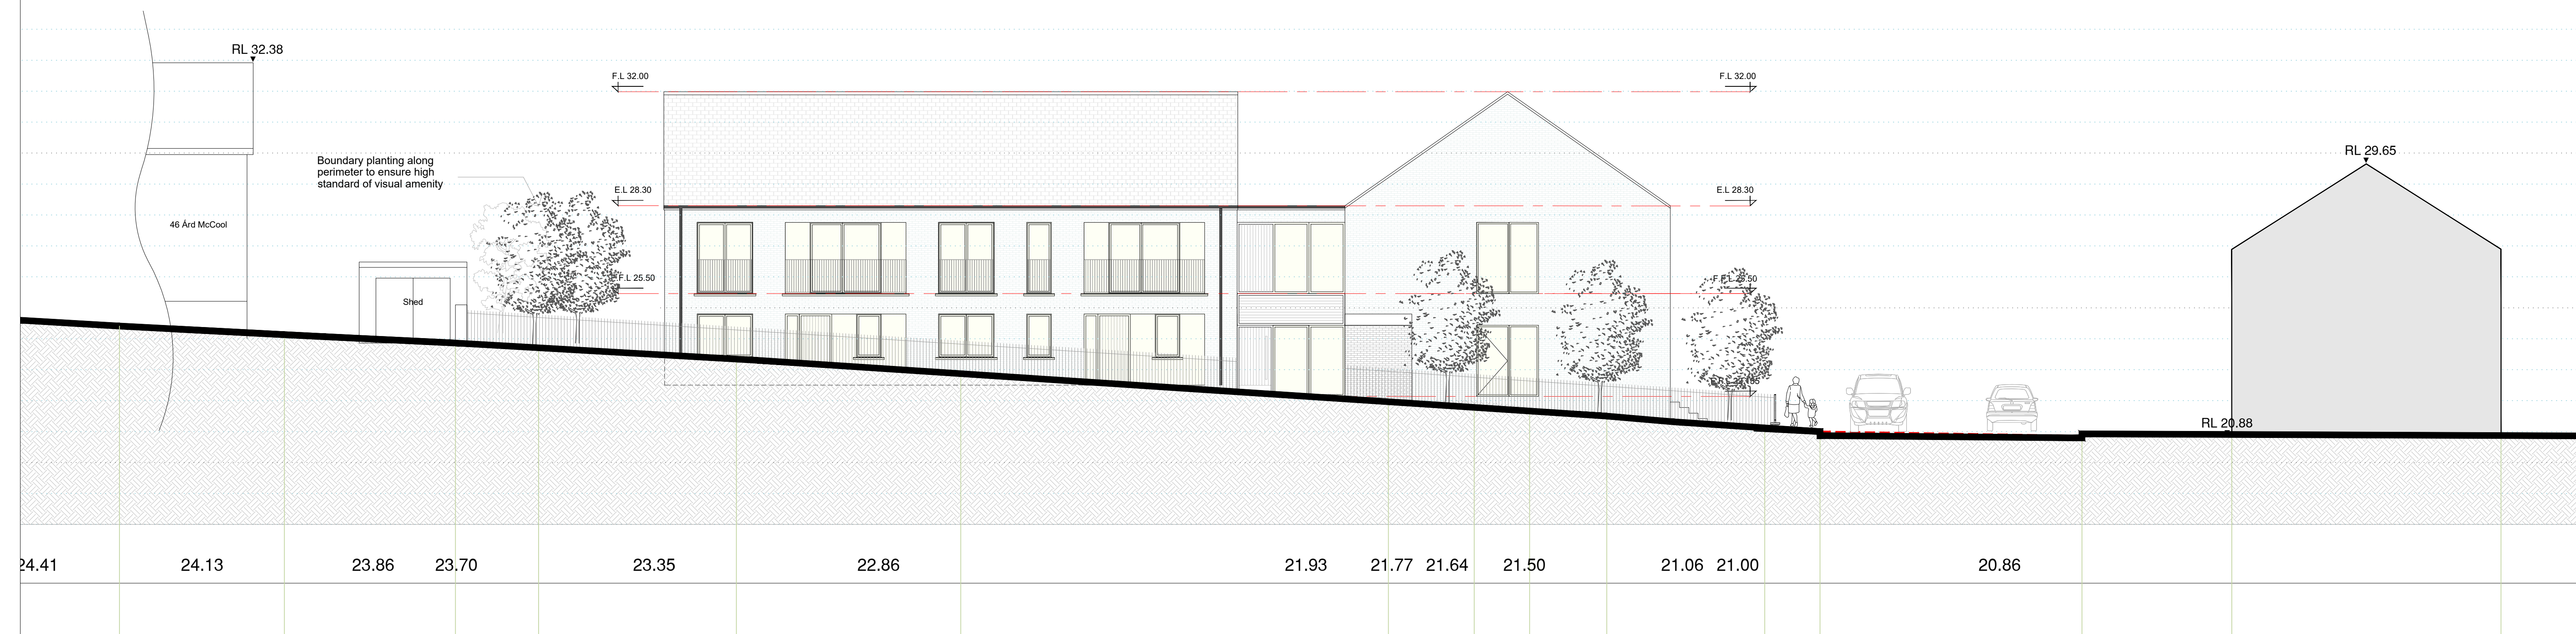 RL 32.38
F.L 32.00
F.L 32.00
RL 29.65
Boundary planting along
perimeter to ensure high
standard of visual amenity
E.L 28.30
E.L 28.30
46 Árd McCool
F.F.L 25.50
Shed
RL 20.88
24.41
24.13
23.86
23.70
23.35
22.86
21.93
21.77
21.64
21.50
21.06
21.00
20.86